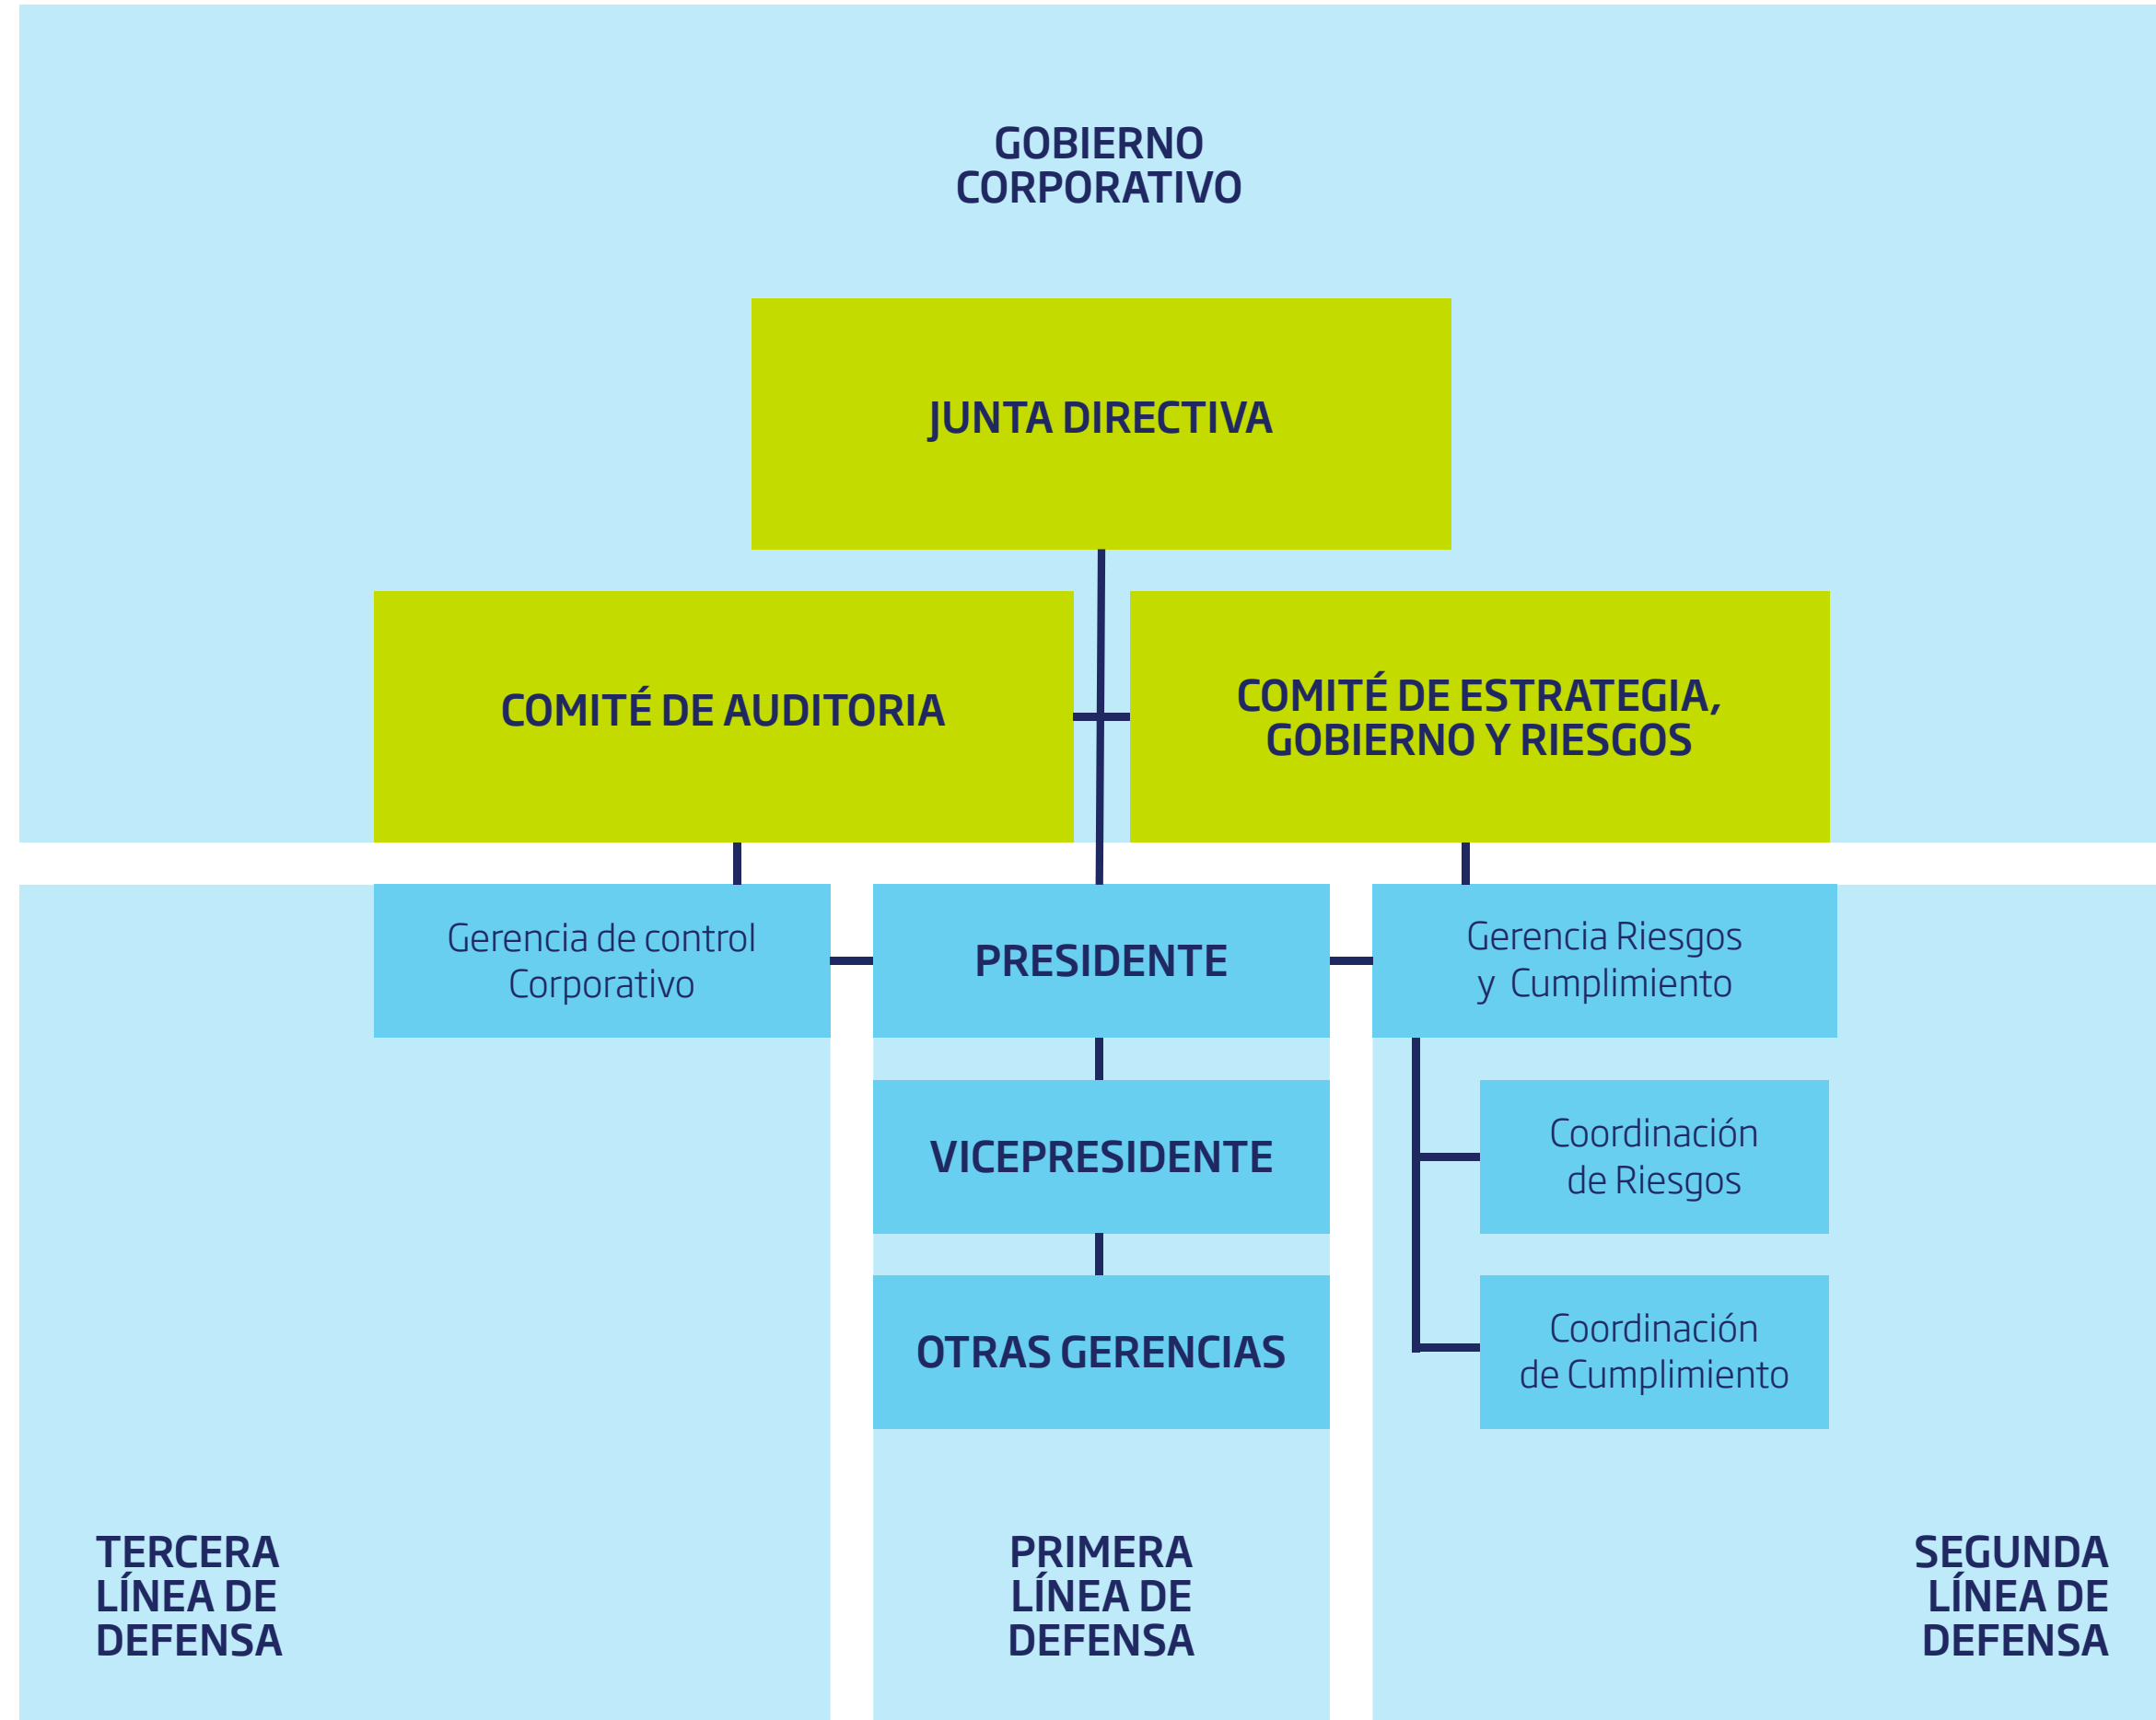 GOBIERNO
CORPORATIVO
JUNTA DIRECTIVA
COMITÉ DE AUDITORIA
COMITÉ DE ESTRATEGIA,
GOBIERNO Y RIESGOS
Gerencia de control
Corporativo
PRESIDENTE
Gerencia Riesgos
y Cumplimiento
VICEPRESIDENTE
Coordinación
de Riesgos
OTRAS GERENCIAS
Coordinación
de Cumplimiento
TERCERA
LÍNEA DE
DEFENSA
PRIMERA
LÍNEA DE
DEFENSA
SEGUNDA
LÍNEA DE
DEFENSA